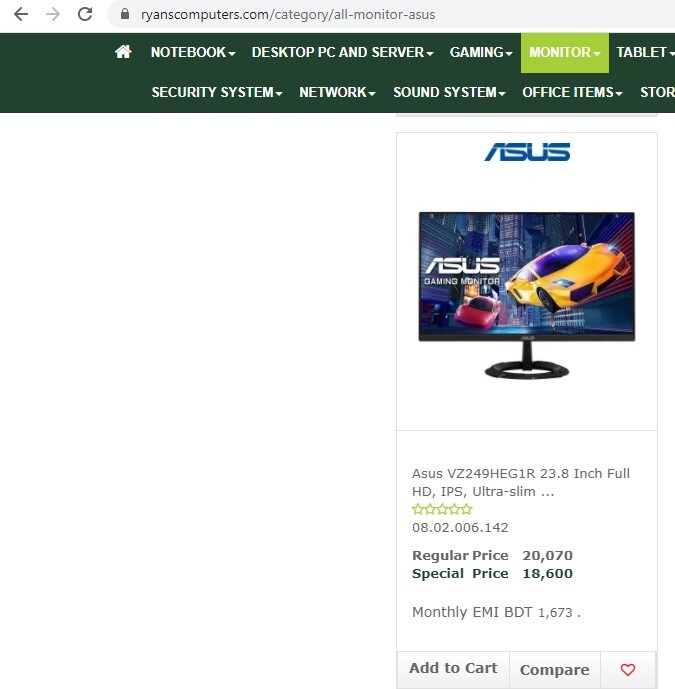 ryanscomputers.com/category/all-monitor-asus
NOTEBOOK DESKTOP PC AND SERVER GAMING MONITOR TABLET
SECURITY SYSTEM NETWORK SOUND SYSTEM OFFICE ITEMS STOR
ASUS
ASUS
GAMING MONITOR
ASUS
Asus VZ249HEG1R 23.8 Inch Full
HD, IPS, Ultra-slim ...
08.02.006.142
Regular Price 20,070
Special Price 18,600
Monthly EMI BDT 1,673 .
Add to Cart Compare